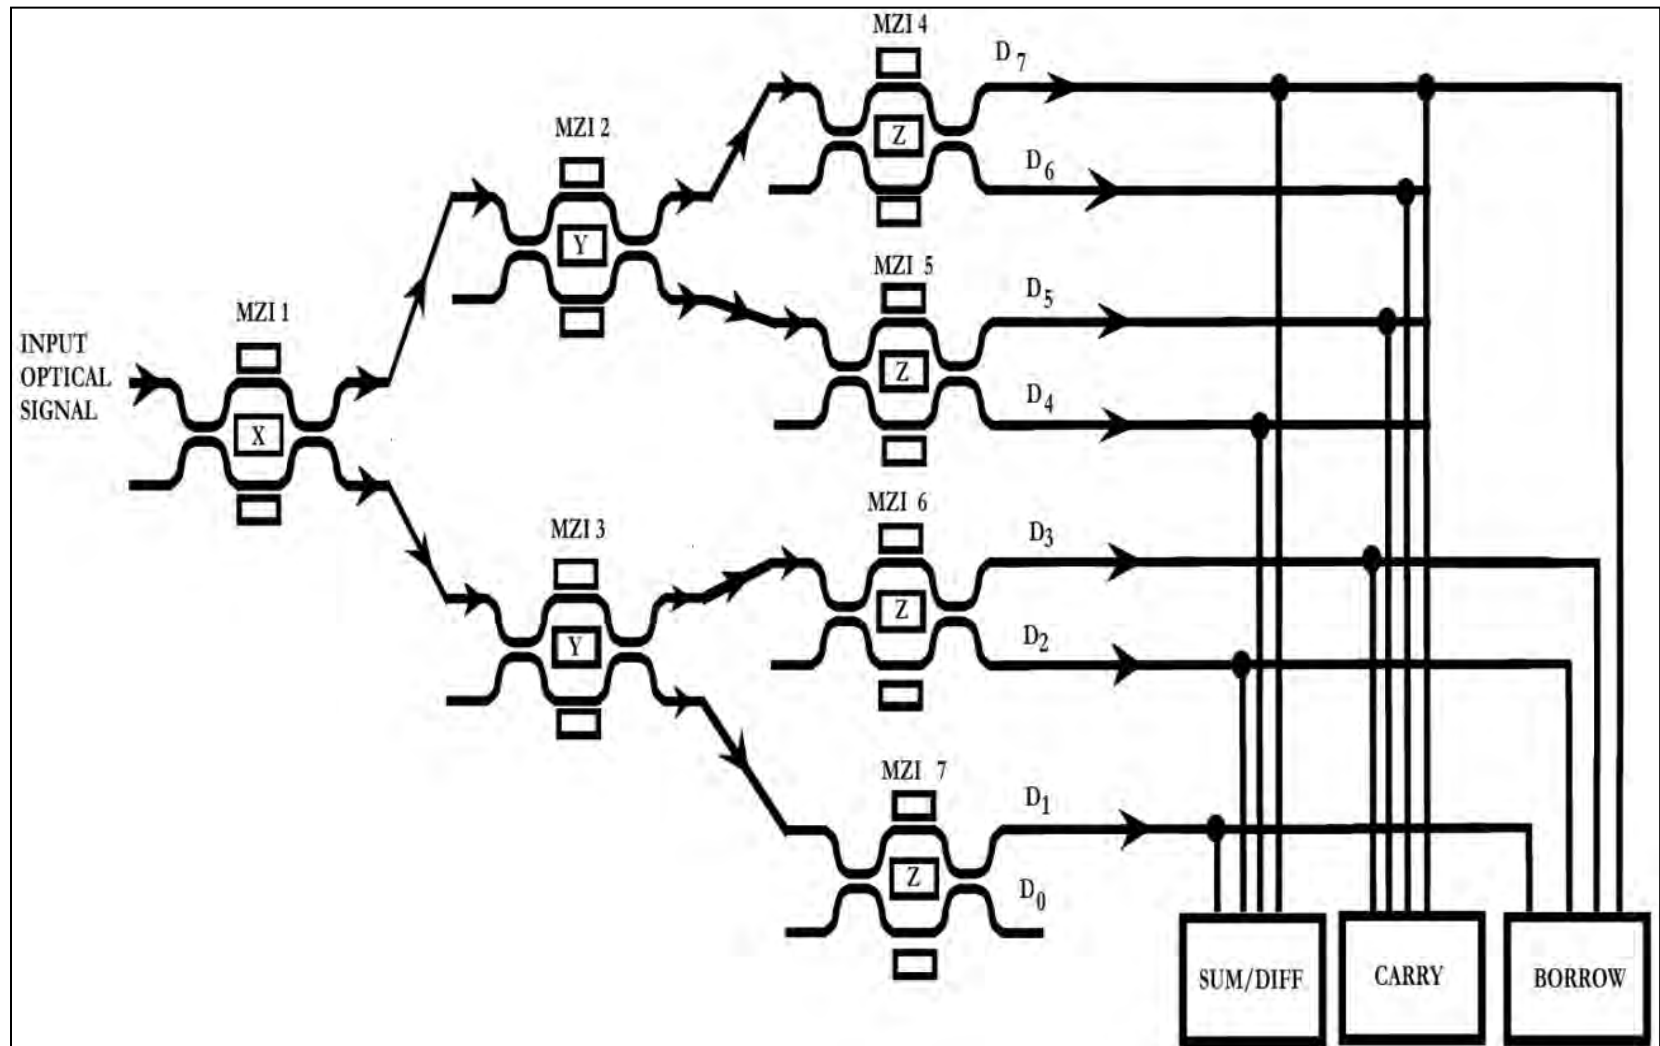 MZI 4
D7
Z
D6
MZI 2
Y
MZI 5
D5
Z
D4
MZI 1
INPUT
OPTICAL
SIGNAL
X
MZI 6
D3
Z
D2
MZI 3
Y
MZI 7
D1
Z
D0
SUM/DIFF
CARRY
BORROW